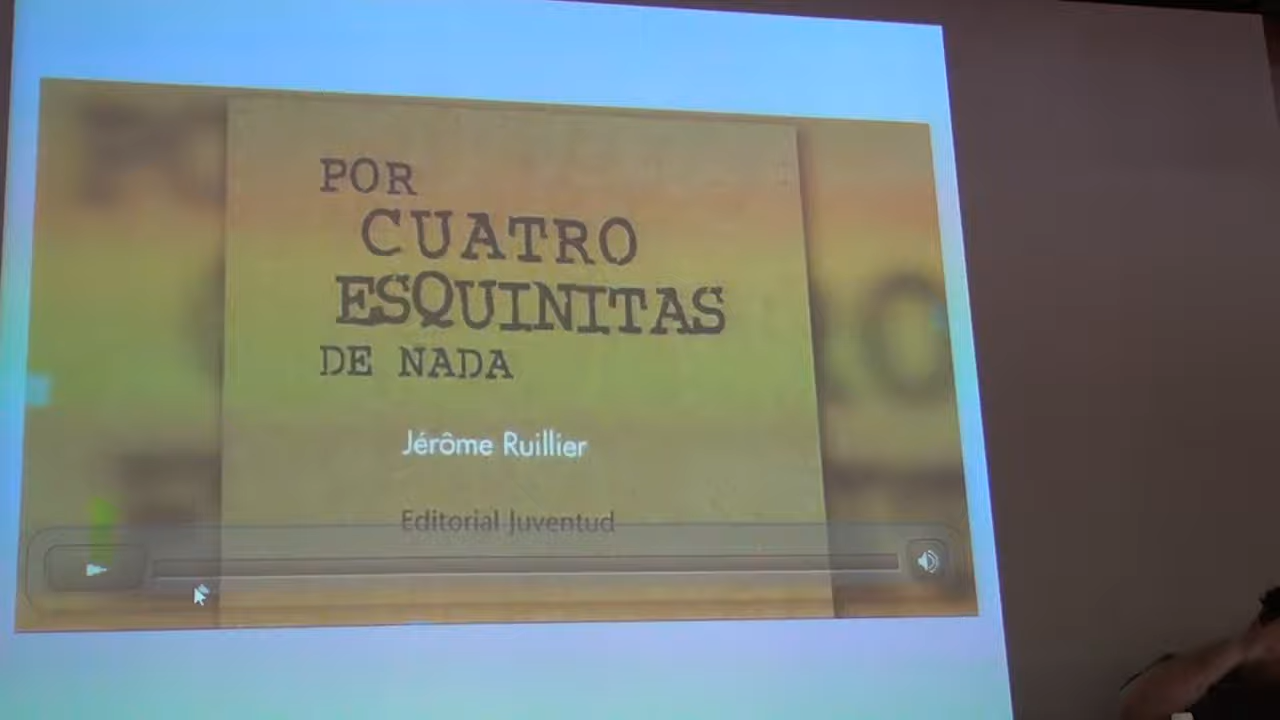 POR
CUATRO
ESQUINITAS
DE NADA
Jérôme Ruillier
Editorial Juventud